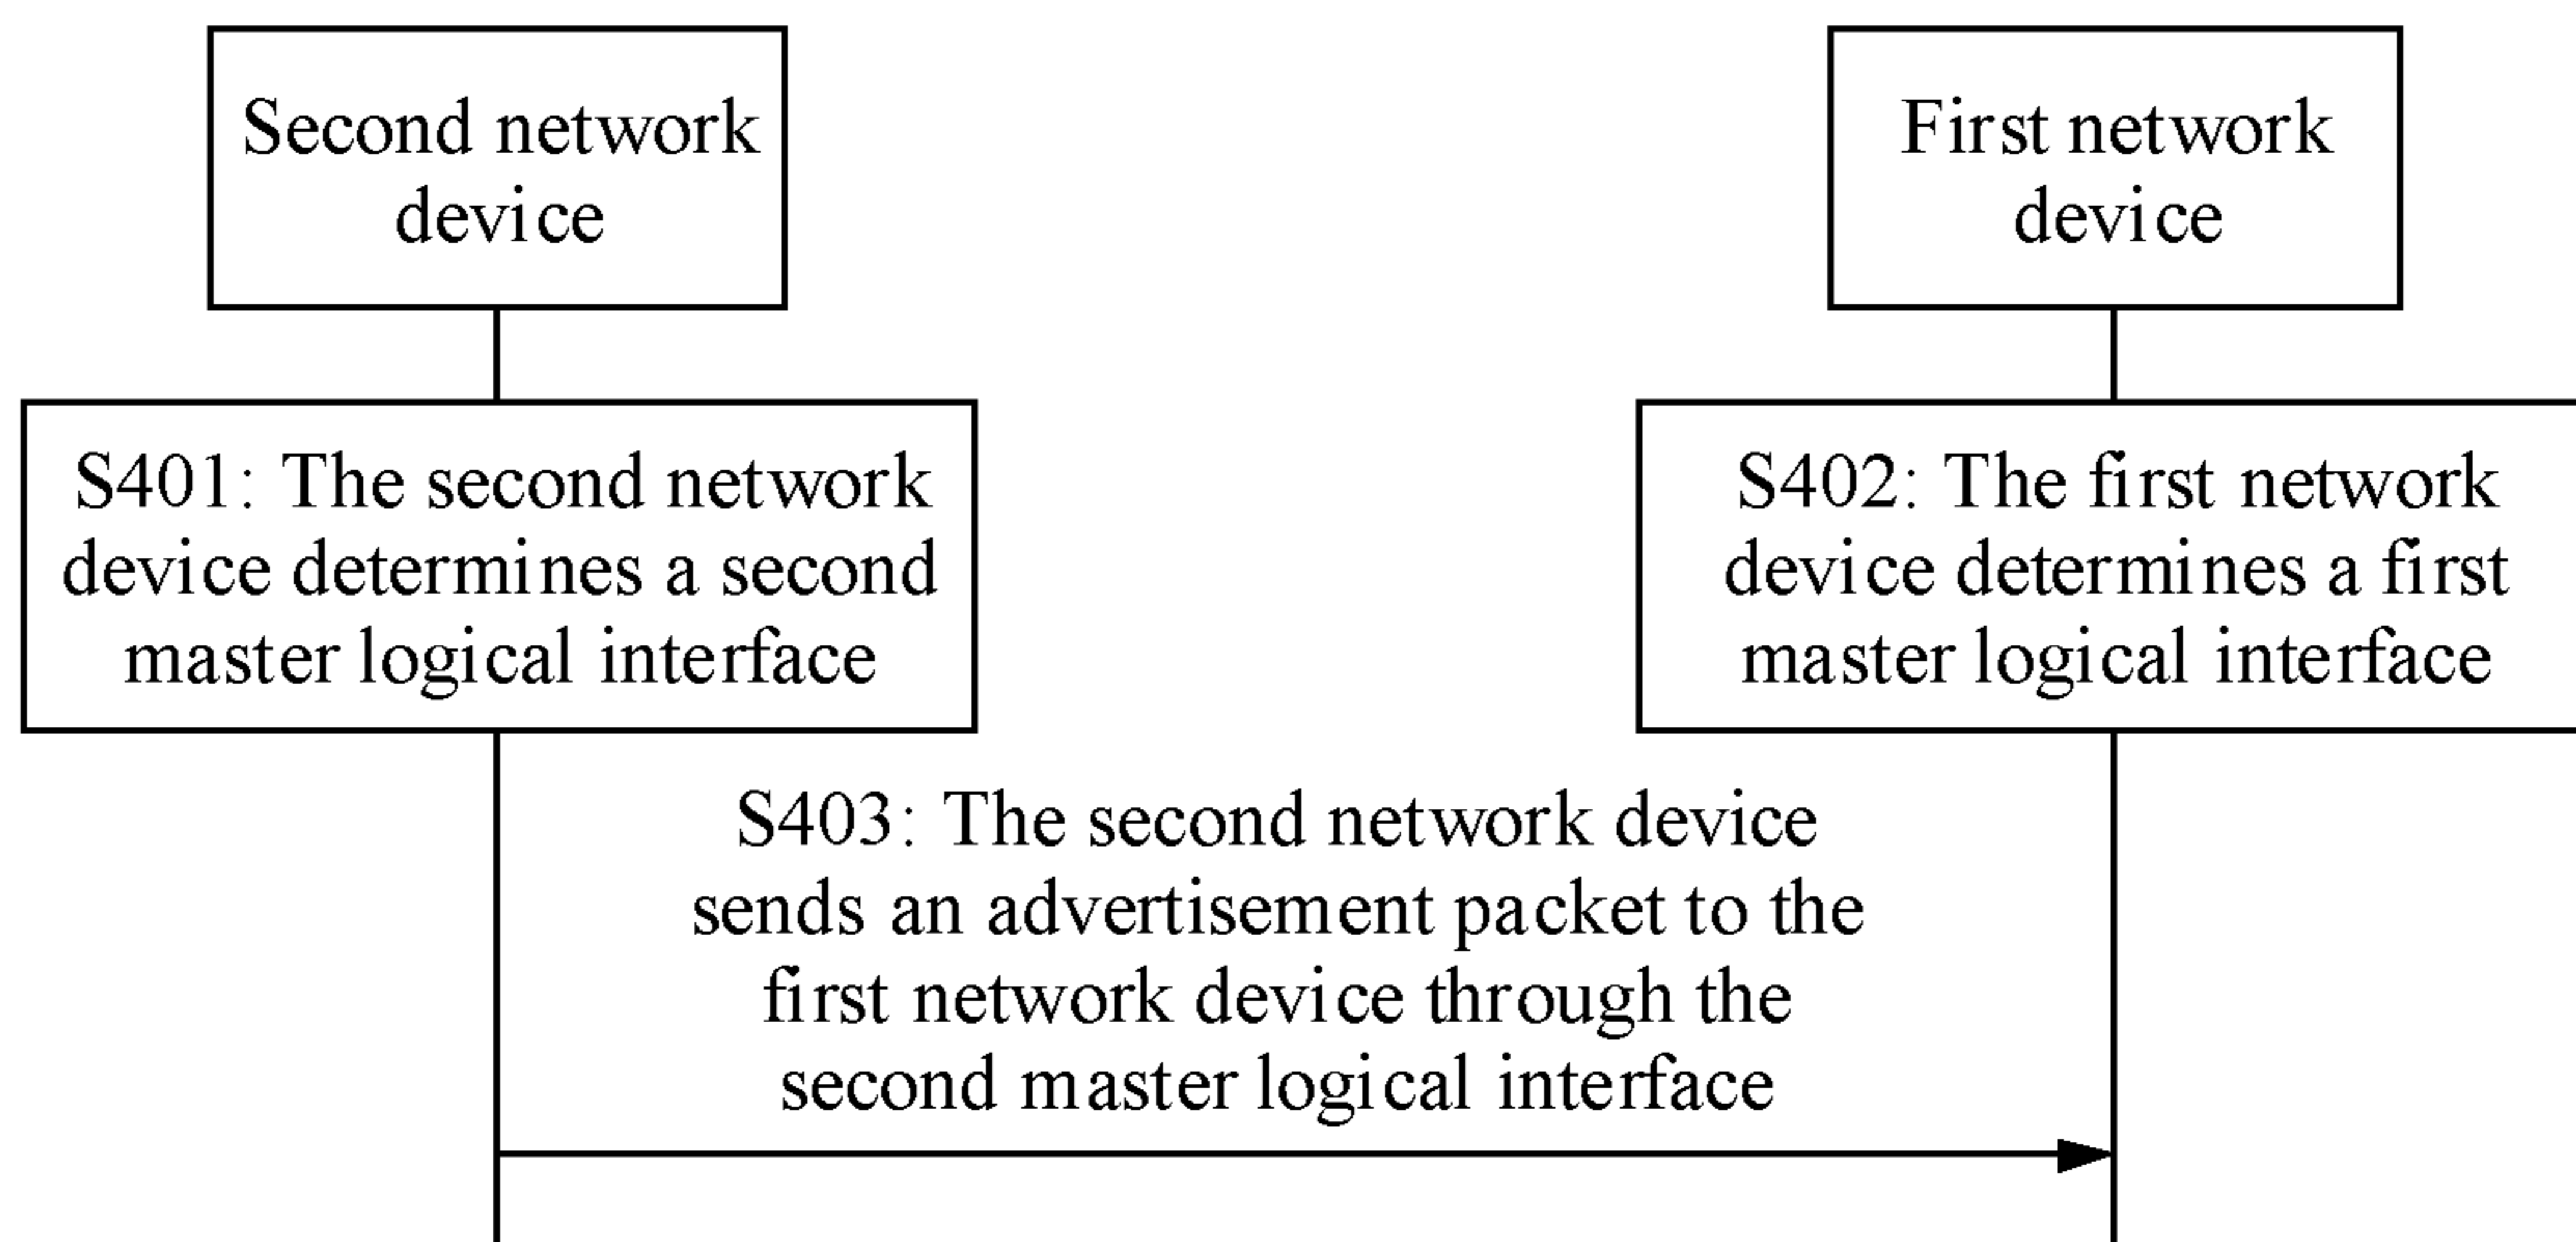 Second network
device
First network
device
S401: The second network
device determines a second
master logical interface
S402: The first network
device determines a first
master logical interface
S403: The second network device
sends an advertisement packet to the
first network device through the
second master logical interface